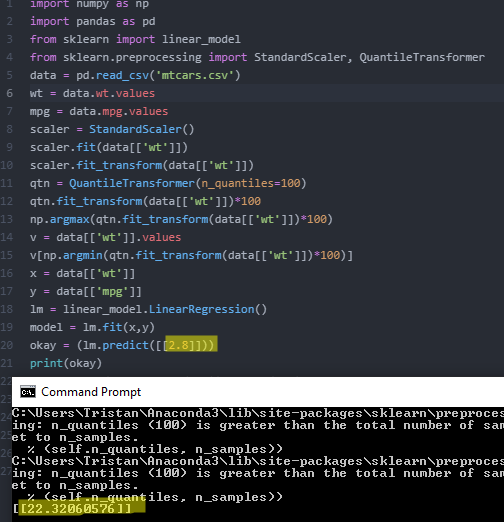 1 import numpy as np
2 import pandas as pd
3 from sklearn import linear_model
4 from sklearn.preprocessing import StandardScaler, QuantileTransformer
5 data = pd.read_csv('mtcars.csv')
6 wt = data.wt.values
7 mpg = data.mpg.values
8 scaler = StandardScaler()
9 scaler.fit(data[['wt']])
10 scaler.fit_transform(data[['wt']])
11 qtn = QuantileTransformer(n_quantiles=100)
12 qtn.fit_transform(data[['wt']])*100
13 np.argmax(qtn.fit_transform(data[['wt']])*100)
14 v = data[['wt']].values
15 v[np.argmin(qtn.fit_transform(data[['wt']])*100)]
16 x = data[['wt']]
17 y = data[['mpg']]
18 lm = linear_model.LinearRegression()
19 model = lm.fit(x,y)
20 okay = (lm.predict([[2.8]]))
21 print(okay)
Command Prompt
C:\Users\Tristan\Anaconda3\lib\site-packages\sklearn\preproces
ing: n_quantiles (100) is greater than the total number of sam
et to n_samples.
% (self.n_quantiles, n_samples))
C:\Users\Tristan\Anaconda3\lib\site-packages\sklearn\preproces
ing: n_quantiles (100) is greater than the total number of sam
et to n_samples.
% (self.n_quantiles, n_samples))
[[22.32060576]]